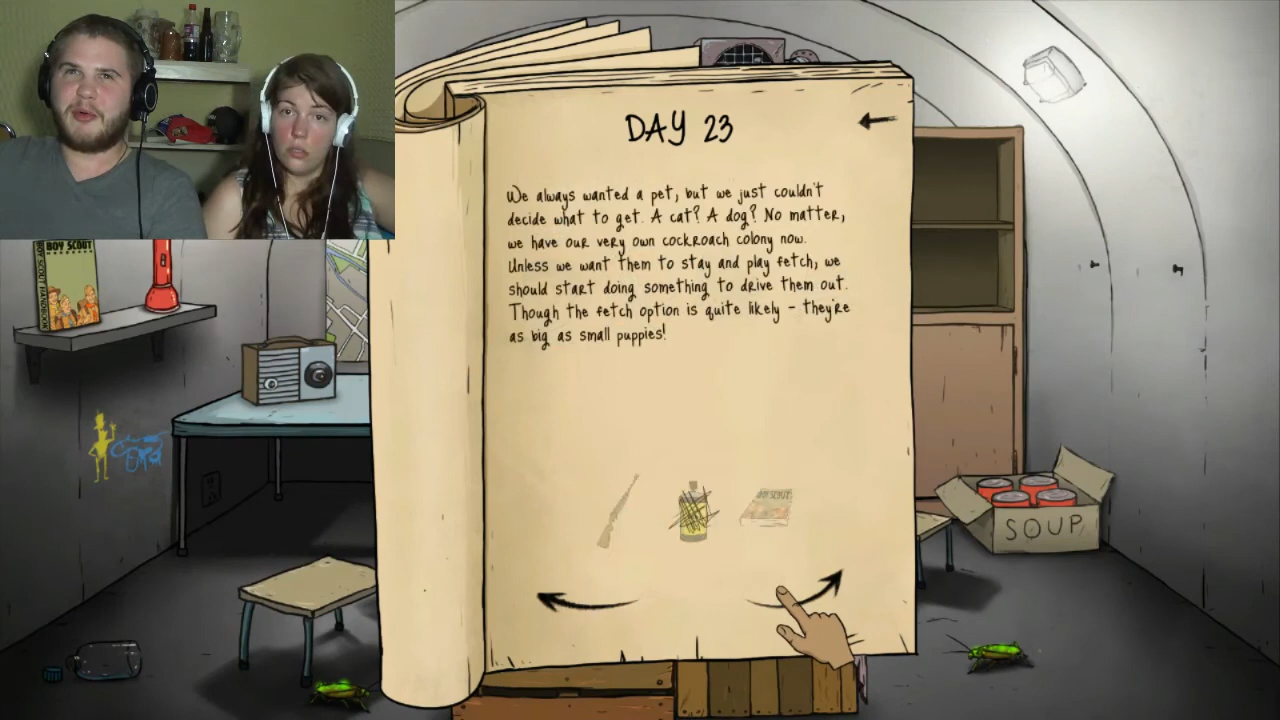 DAY 23
We always wanted a pet, but we just couldn't
decide what to get. A cat? A dog? No matter,
we have our very own cockroach colony now.
Unless we want them to stay and play fetch, we
should start doing something to drive them out.
Though the fetch option is quite likely - they're
as big as small puppies!
BOY SCOUT
BOY SCOUT HANDBOOK
SOUP